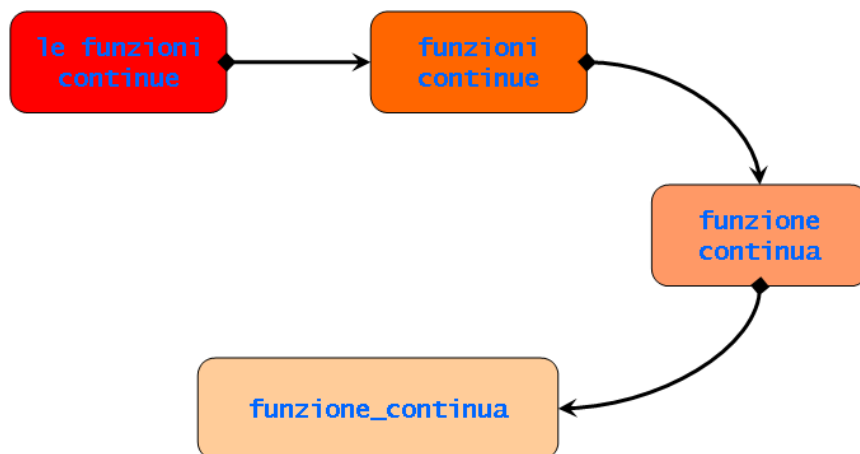 le funzioni
continue
funzioni
continue
funzione
continua
funzione_continua